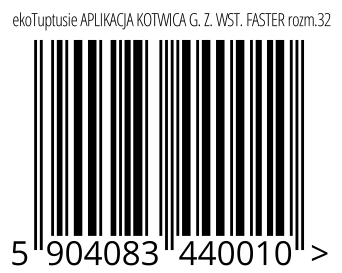 ekoTuptusie APLIKACJA KOTWICA G. Z. WST. FASTER rozm.32
5 904083 440010 >